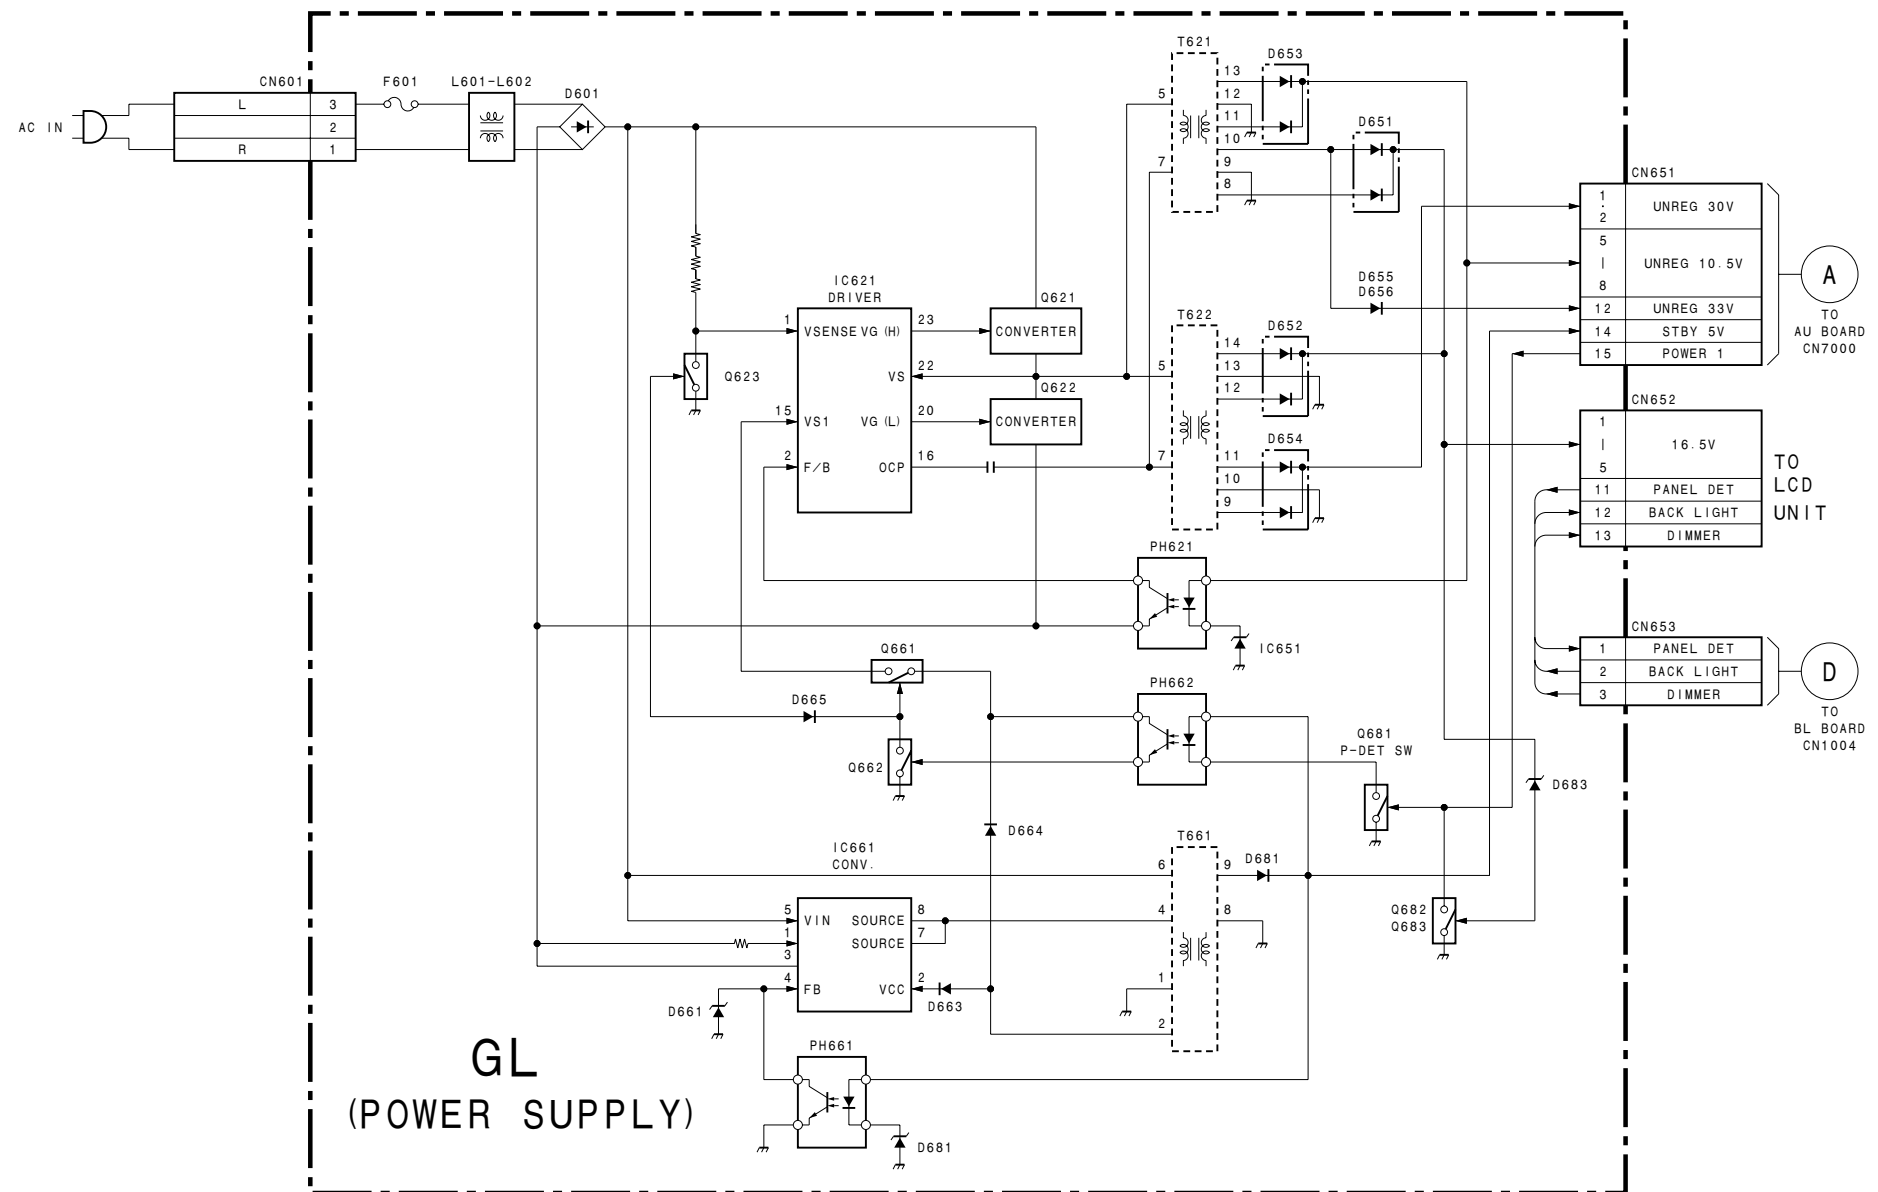 AC IN
CN601
L 3
2
R 1
F601
L601-L602
D601
T621
5
7
13
12
11
10
9
8
D653
D651
D655
D656
IC621
DRIVER
1 VSENSE VG (H) 23
VS 22
15 VS1 VG (L) 20
2 F/B OCP 16
Q621
CONVERTER
Q622
CONVERTER
Q623
T622
5
7
14
13
12
11
10
9
D652
D654
CN651
1 · 2 UNREG 30V
5 | 8 UNREG 10.5V
12 UNREG 33V
14 STBY 5V
15 POWER 1
A
TO
AU BOARD
CN7000
CN652
1 | 5 16.5V
11 PANEL DET
12 BACK LIGHT
13 DIMMER
TO
LCD
UNIT
CN653
1 PANEL DET
2 BACK LIGHT
3 DIMMER
D
TO
BL BOARD
CN1004
PH621
IC651
Q661
D665
Q662
PH662
Q681
P-DET SW
D683
D664
IC661
CONV.
5 VIN SOURCE 8
1 SOURCE 7
3
4 FB VCC 2
D663
D661
T661
6
4
1
2
9
8
D681
Q682
Q683
PH661
D681
GL
(POWER SUPPLY)